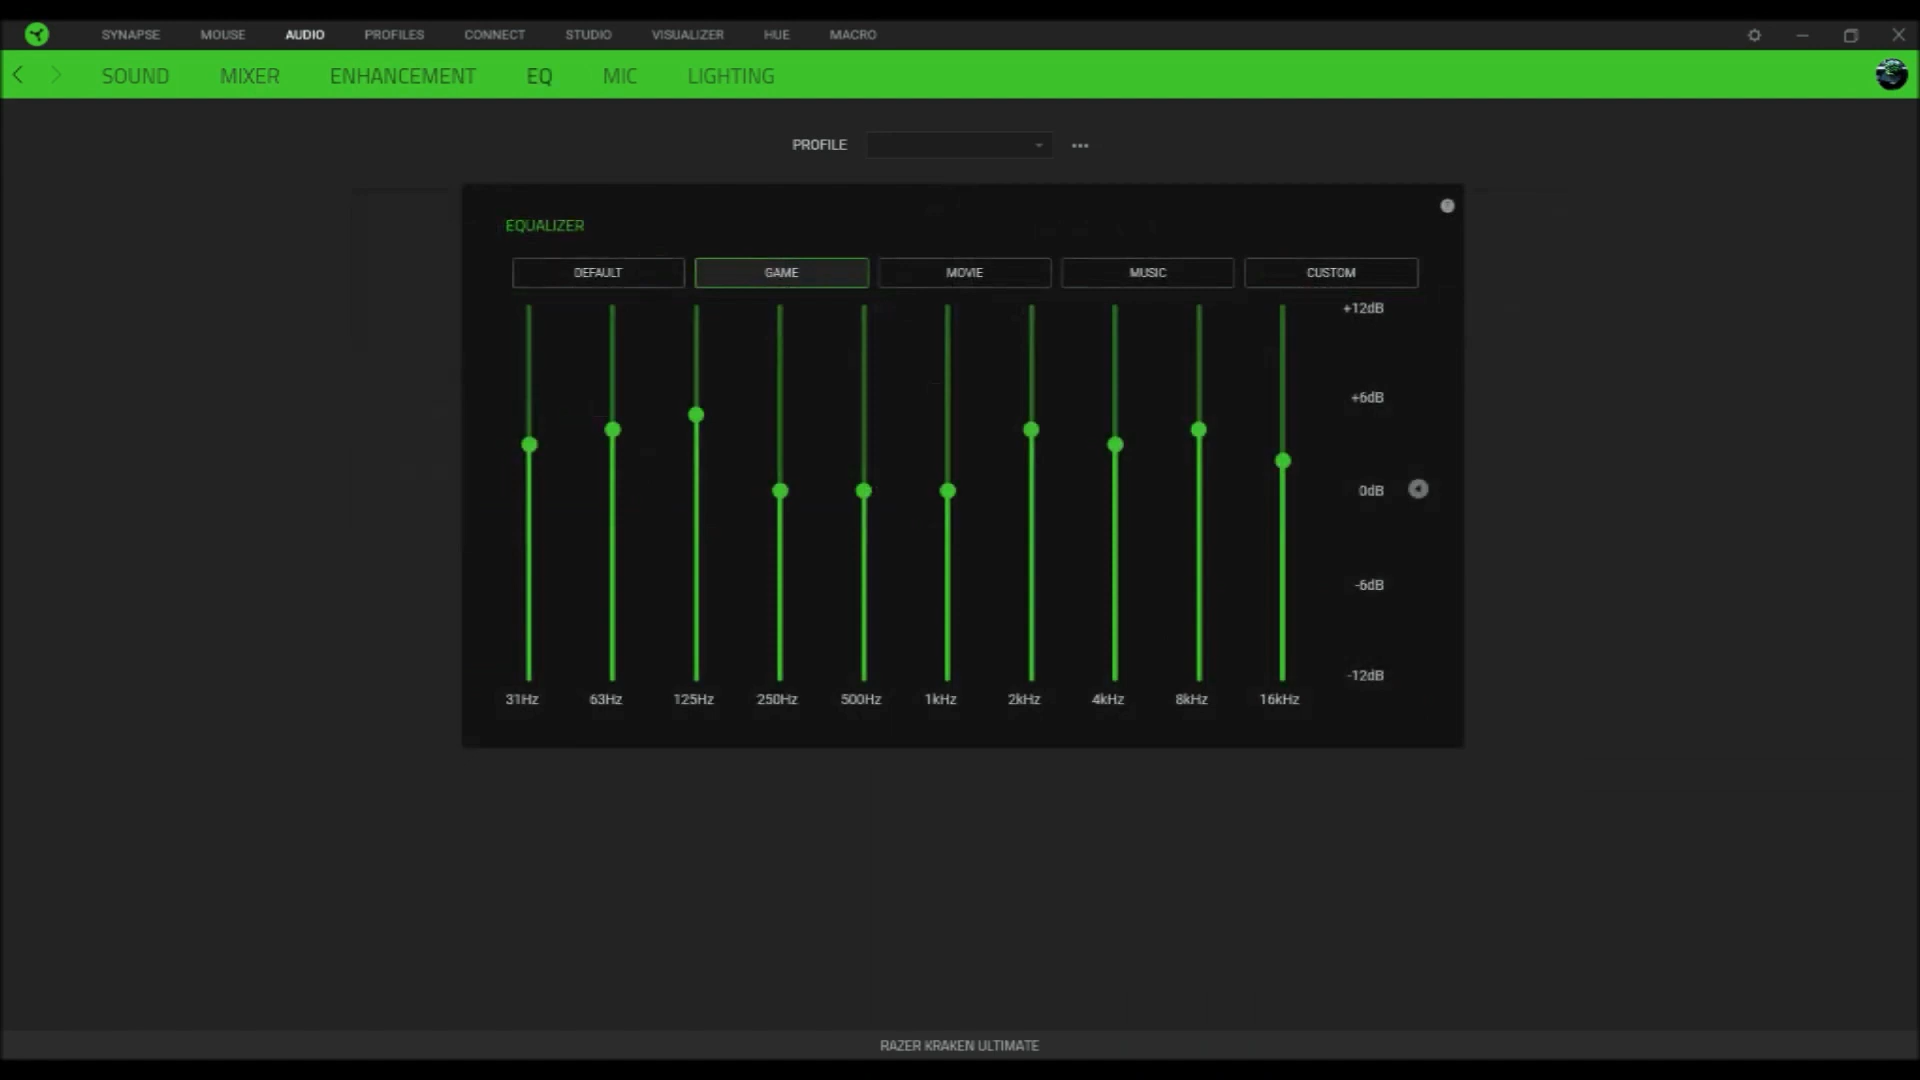 SYNAPSE MOUSE AUDIO PROFILES CONNECT STUDIO VISUALIZER HUE MACRO
SOUND MIXER ENHANCEMENT EQ MIC LIGHTING
PROFILE
EQUALIZER
DEFAULT GAME MOVIE MUSIC CUSTOM
+12dB
+6dB
0dB
-6dB
-12dB
31Hz 63Hz 125Hz 250Hz 500Hz 1kHz 2kHz 4kHz 8kHz 16kHz
RAZER KRAKEN ULTIMATE